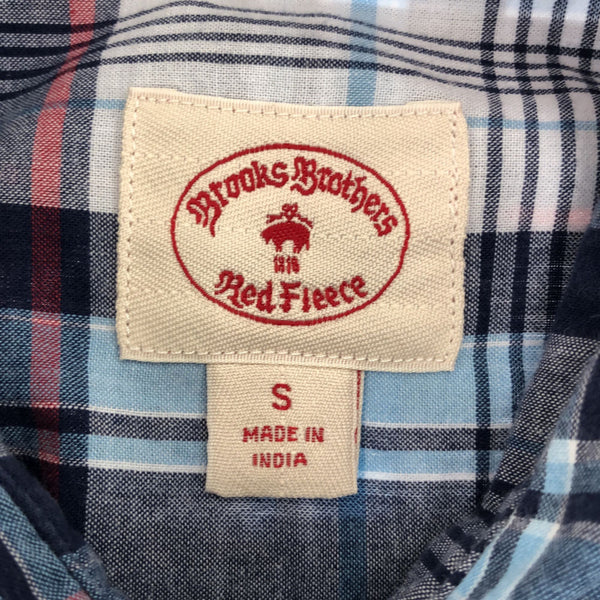 Brooks Brothers
1818
Red Fleece
S
MADE IN
INDIA